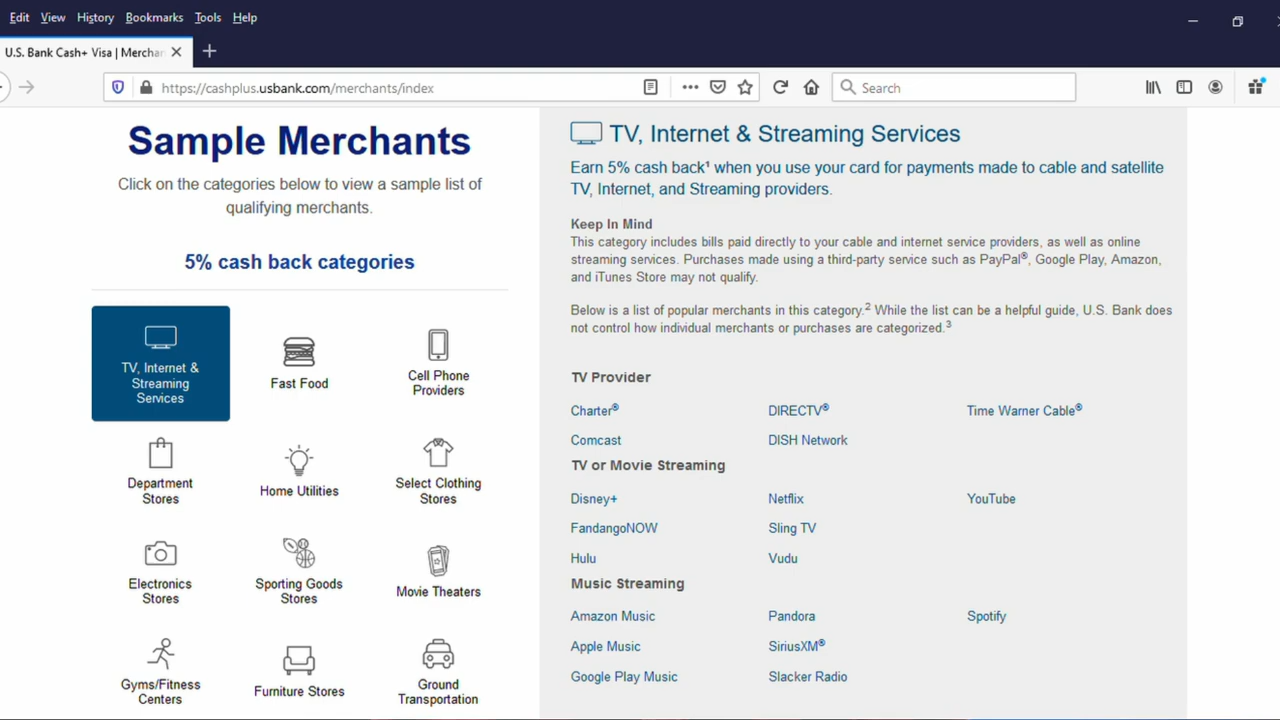 Edit View History Bookmarks Tools Help
U.S. Bank Cash+ Visa | Merchan
https://cashplus.usbank.com/merchants/index
Search
Sample Merchants
Click on the categories below to view a sample list of
qualifying merchants.
5% cash back categories
TV, Internet &
Streaming
Services
Fast Food
Cell Phone
Providers
Department
Stores
Home Utilities
Select Clothing
Stores
Electronics
Stores
Sporting Goods
Stores
Movie Theaters
Gyms/Fitness
Centers
Furniture Stores
Ground
Transportation
TV, Internet & Streaming Services
Earn 5% cash back¹ when you use your card for payments made to cable and satellite
TV, Internet, and Streaming providers.
Keep In Mind
This category includes bills paid directly to your cable and internet service providers, as well as online
streaming services. Purchases made using a third-party service such as PayPal®, Google Play, Amazon,
and iTunes Store may not qualify.
Below is a list of popular merchants in this category.² While the list can be a helpful guide, U.S. Bank does
not control how individual merchants or purchases are categorized.³
TV Provider
Charter® DIRECTV® Time Warner Cable®
Comcast DISH Network
TV or Movie Streaming
Disney+ Netflix YouTube
FandangoNOW Sling TV
Hulu Vudu
Music Streaming
Amazon Music Pandora Spotify
Apple Music SiriusXM®
Google Play Music Slacker Radio